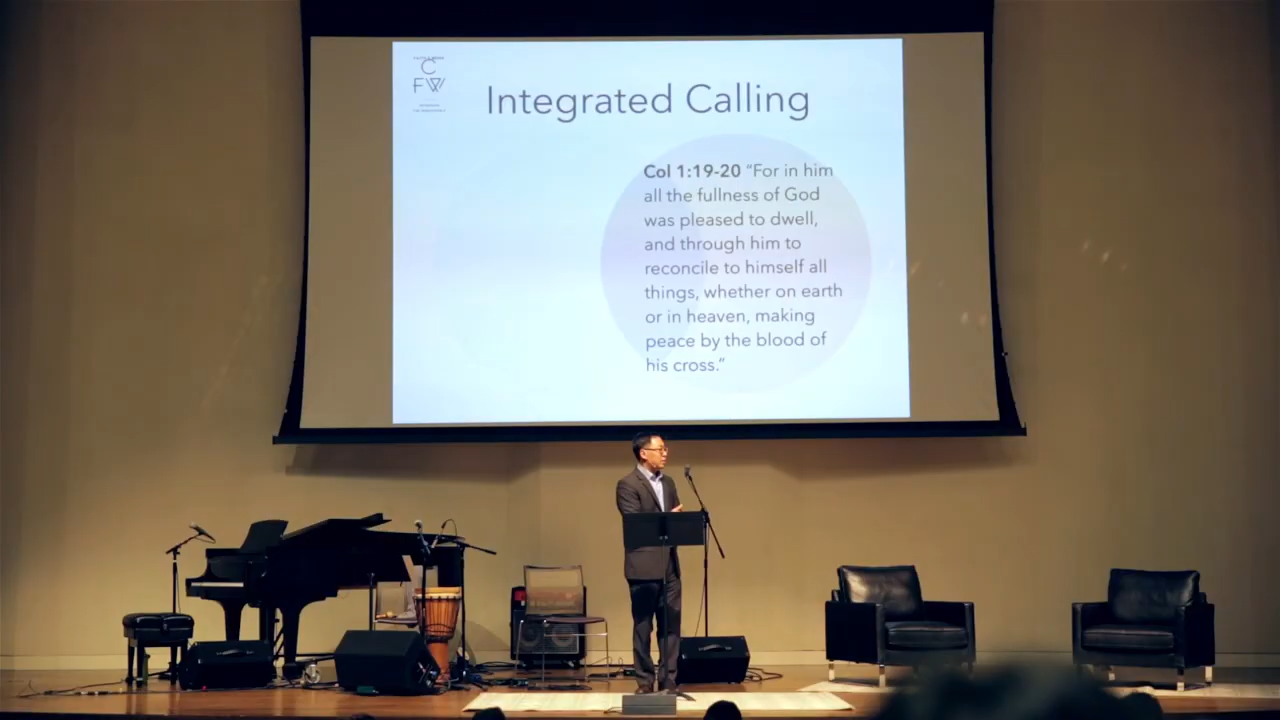 C
FW
Integrated Calling
Col 1:19-20 “For in him
all the fullness of God
was pleased to dwell,
and through him to
reconcile to himself all
things, whether on earth
or in heaven, making
peace by the blood of
his cross.”